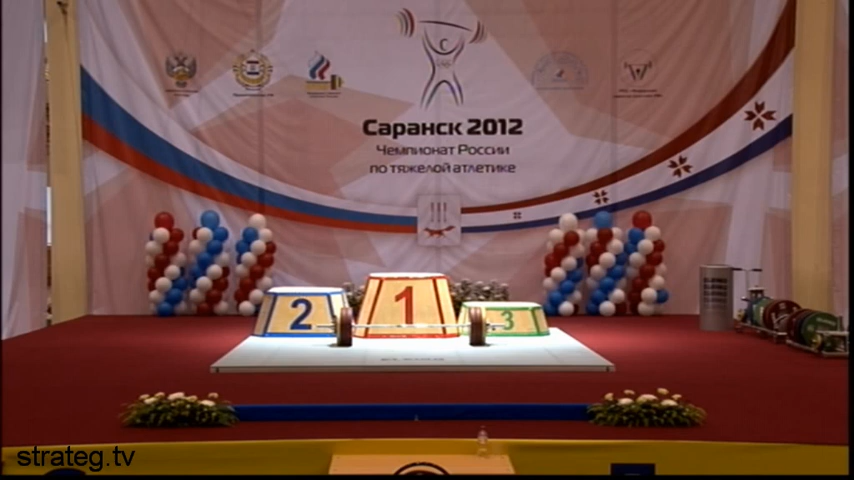 Саранск 2012
Чемпионат России
по тяжелой атлетике
2
1
3
strateg.tv